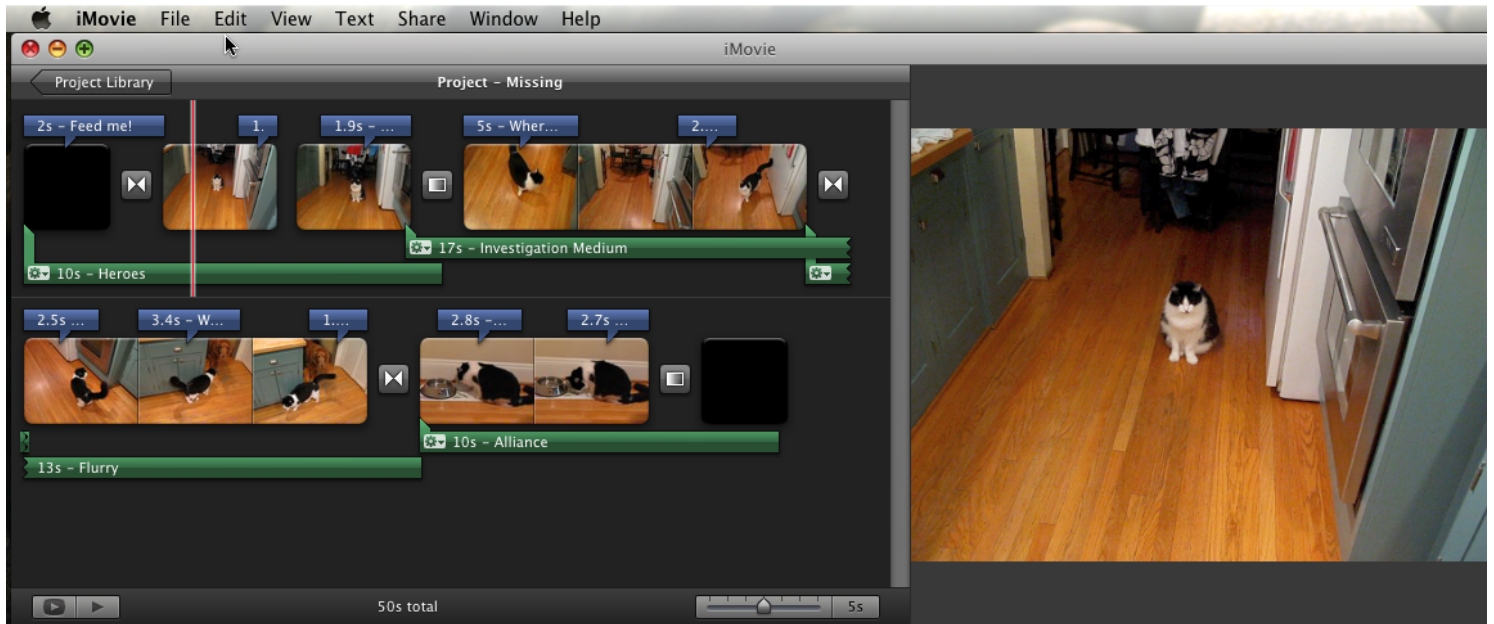 iMovie File Edit View Text Share Window Help
iMovie
Project Library
Project – Missing
2s – Feed me! 1. 1.9s – ... 5s – Wher... 2....
17s – Investigation Medium
10s – Heroes
2.5s ... 3.4s – W... 1.... 2.8s –... 2.7s ...
10s – Alliance
13s – Flurry
50s total
5s